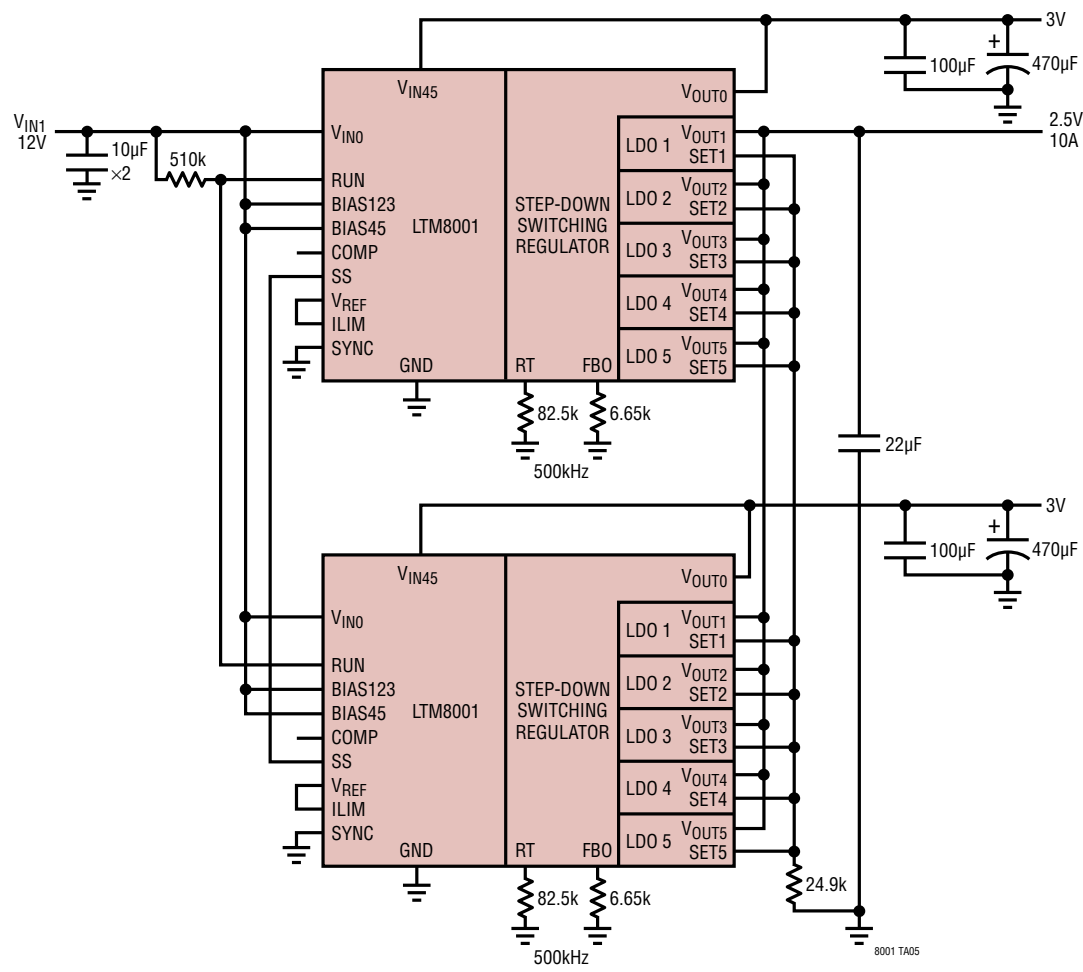 3V
+
100µF
470µF
VIN45
VOUT0
VIN1
12V
VIN0
LDO 1
VOUT1
SET1
2.5V
10A
10µF
×2
510k
RUN
LDO 2
VOUT2
SET2
BIAS123
BIAS45
LTM8001
STEP-DOWN
SWITCHING
REGULATOR
LDO 3
VOUT3
SET3
COMP
SS
LDO 4
VOUT4
SET4
VREF
ILIM
SYNC
LDO 5
VOUT5
SET5
GND
RT
FBO
82.5k
6.65k
500kHz
22µF
3V
+
100µF
470µF
VIN45
VOUT0
VIN0
LDO 1
VOUT1
SET1
RUN
LDO 2
VOUT2
SET2
BIAS123
BIAS45
LTM8001
STEP-DOWN
SWITCHING
REGULATOR
LDO 3
VOUT3
SET3
COMP
SS
LDO 4
VOUT4
SET4
VREF
ILIM
SYNC
LDO 5
VOUT5
SET5
GND
RT
FBO
82.5k
6.65k
24.9k
500kHz
8001 TA05